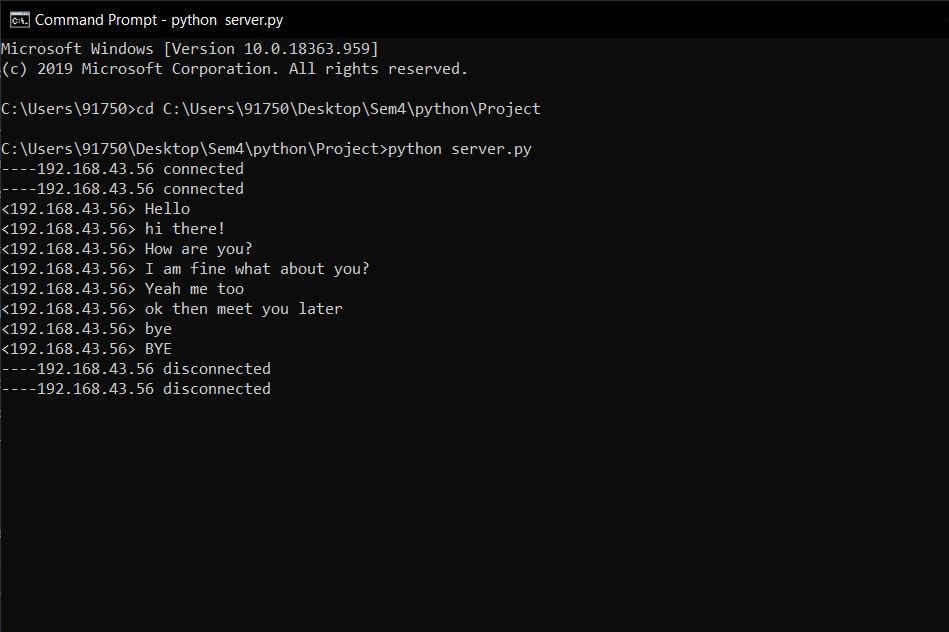 Command Prompt - python  server.py
Microsoft Windows [Version 10.0.18363.959]
(c) 2019 Microsoft Corporation. All rights reserved.
C:\Users\91750>cd C:\Users\91750\Desktop\Sem4\python\Project
C:\Users\91750\Desktop\Sem4\python\Project>python server.py
----192.168.43.56 connected
----192.168.43.56 connected
<192.168.43.56> Hello
<192.168.43.56> hi there!
<192.168.43.56> How are you?
<192.168.43.56> I am fine what about you?
<192.168.43.56> Yeah me too
<192.168.43.56> ok then meet you later
<192.168.43.56> bye
<192.168.43.56> BYE
----192.168.43.56 disconnected
----192.168.43.56 disconnected